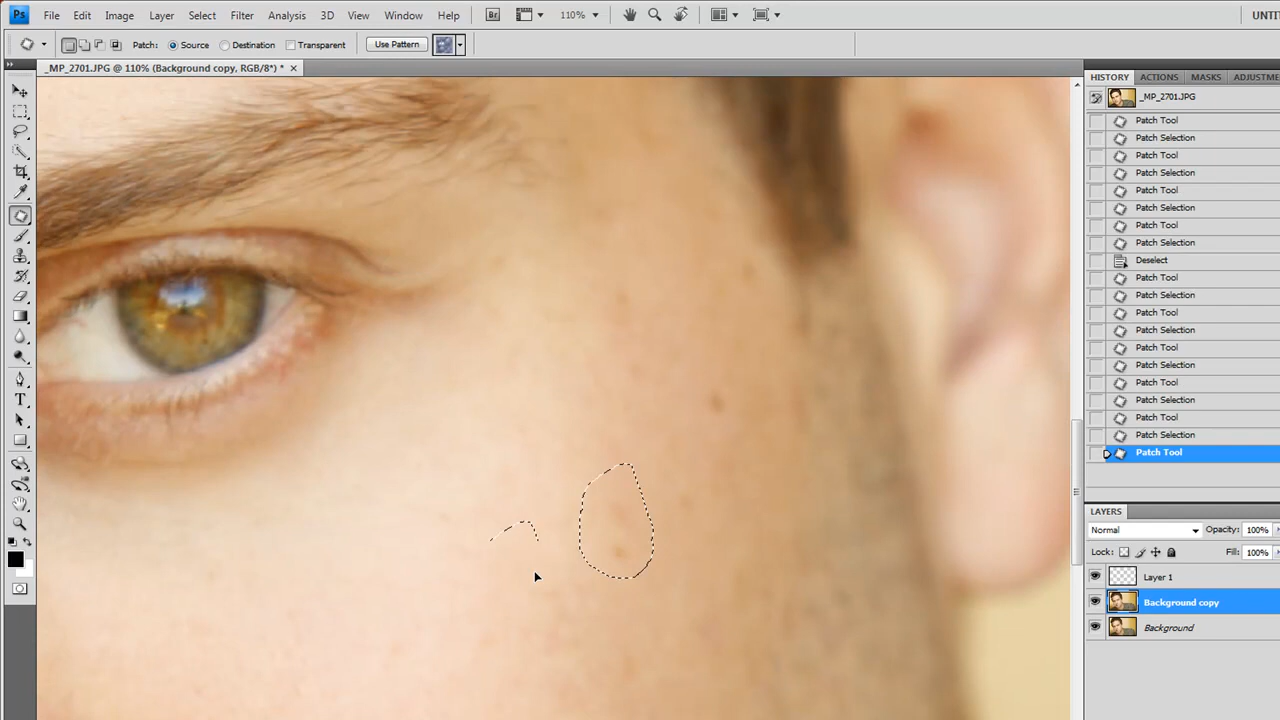 Ps File Edit Image Layer Select Filter Analysis 3D View Window Help Br 110% UNTI
Patch: Source Destination Transparent Use Pattern
_MP_2701.JPG @ 110% (Background copy, RGB/8*) * ×
HISTORY ACTIONS MASKS ADJUSTME
_MP_2701.JPG
Patch Tool
Patch Selection
Patch Tool
Patch Selection
Patch Tool
Patch Selection
Patch Tool
Patch Selection
Deselect
Patch Tool
Patch Selection
Patch Tool
Patch Selection
Patch Tool
Patch Selection
Patch Tool
Patch Selection
Patch Tool
Patch Selection
Patch Tool
LAYERS
Normal Opacity: 100%
Lock: Fill: 100%
Layer 1
Background copy
Background